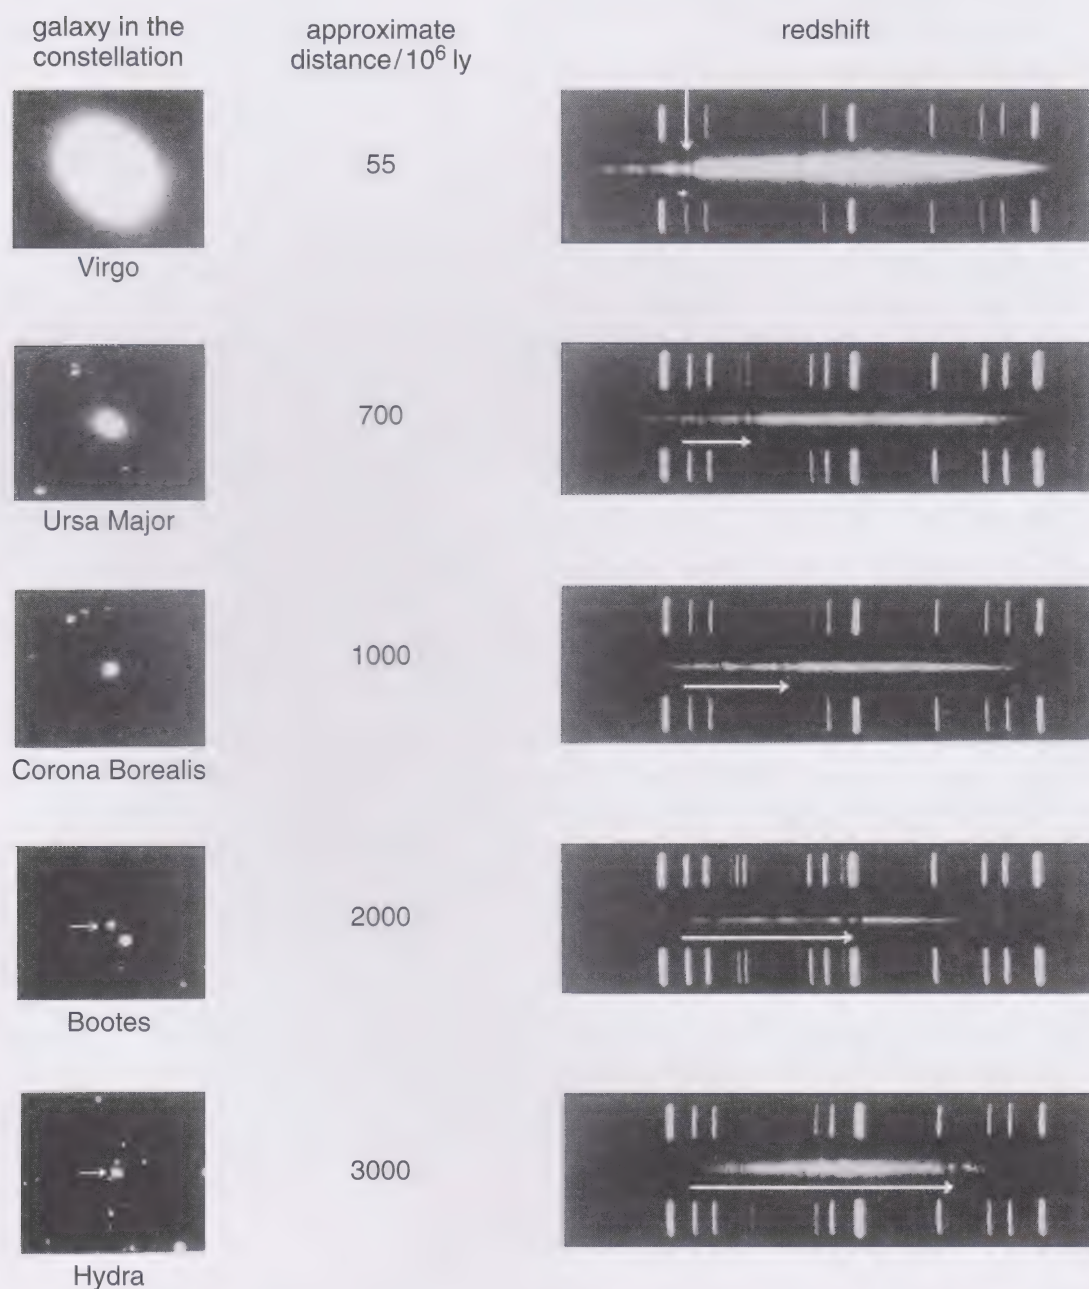 galaxy in the
constellation
approximate
distance/10⁶ ly
redshift
55
Virgo
700
Ursa Major
1000
Corona Borealis
2000
Bootes
3000
Hydra